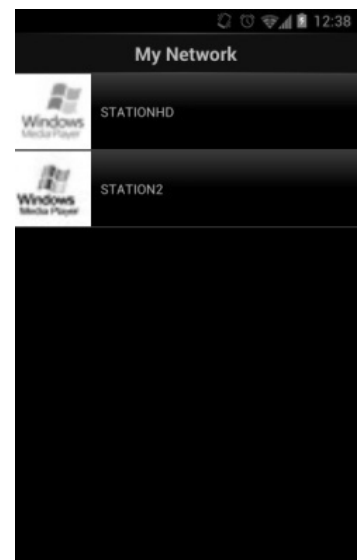 12:38
My Network
Windows
Media Player
STATIONHD
Windows
Media Player
STATION2